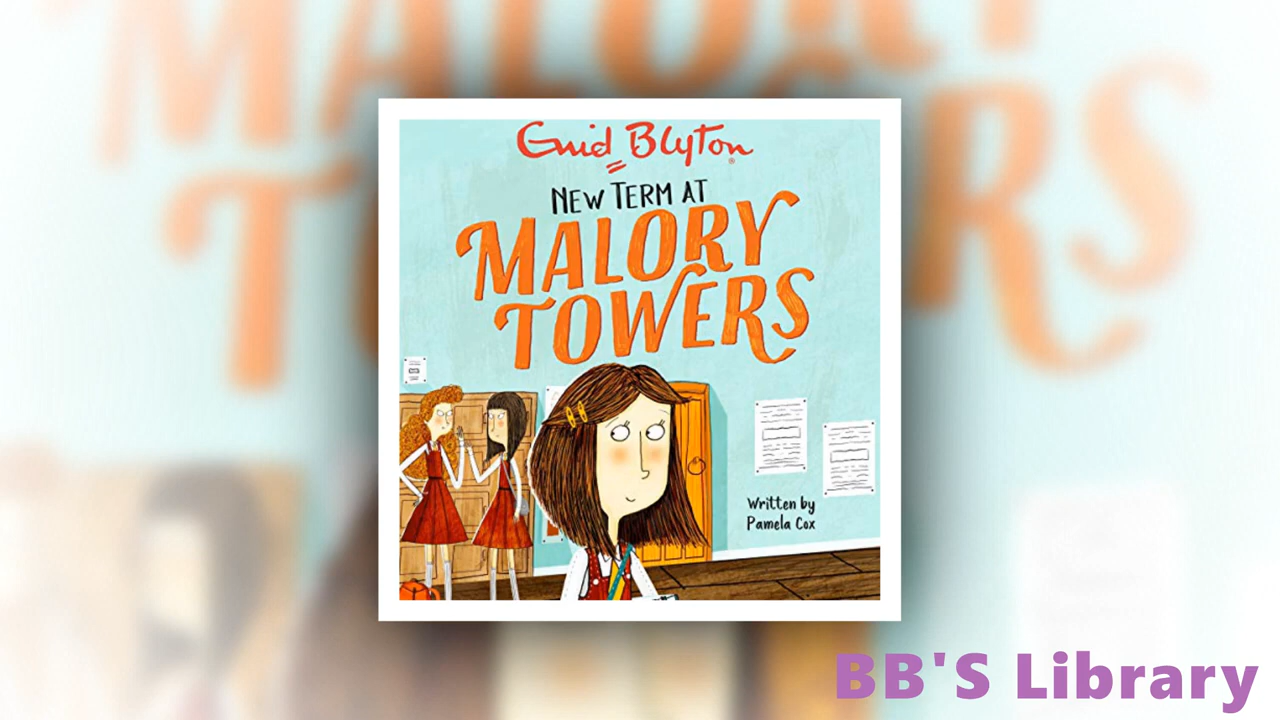 Enid Blyton®
NEW TERM AT
MALORY
TOWERS
Written by
Pamela Cox
BB'S Library